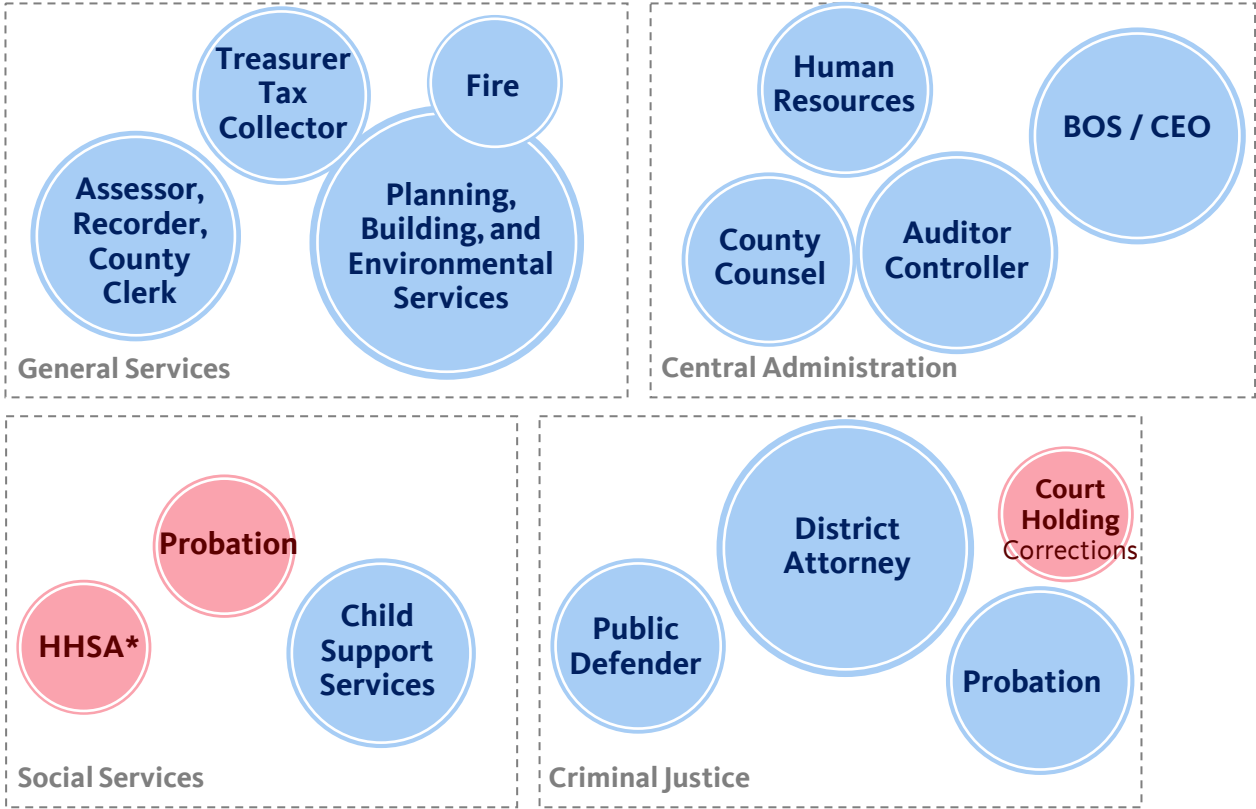 Treasurer
Tax
Collector
Fire
Assessor,
Recorder,
County
Clerk
Planning,
Building, and
Environmental
Services
General Services
Human
Resources
BOS / CEO
County
Counsel
Auditor
Controller
Central Administration
Probation
HHSA*
Child
Support
Services
Social Services
District
Attorney
Court
Holding
Corrections
Public
Defender
Probation
Criminal Justice